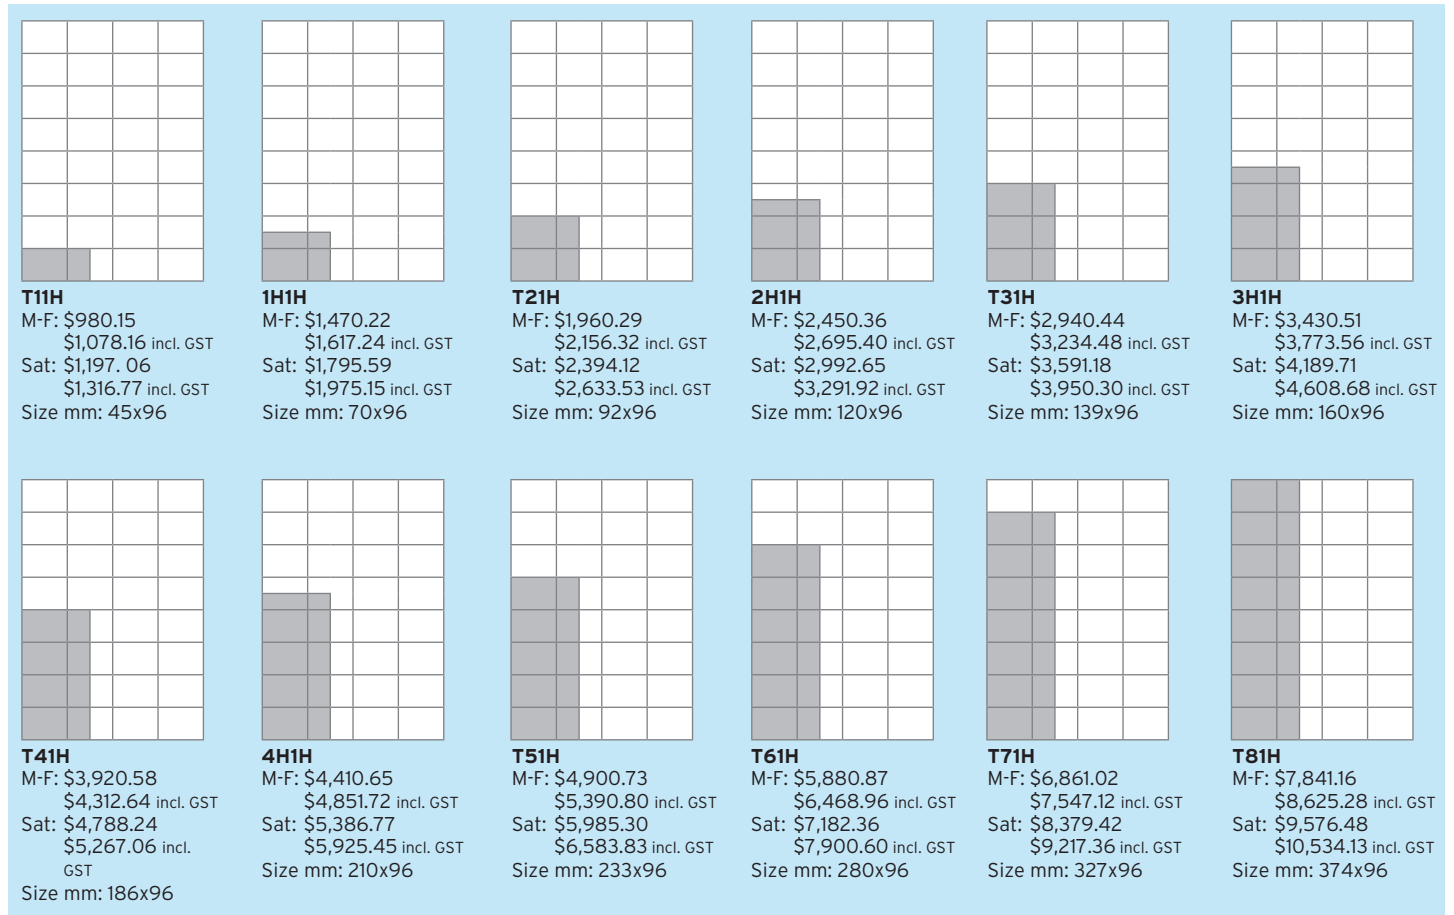 T11H
M-F: $980.15
$1,078.16 incl. GST
Sat: $1,197. 06
$1,316.77 incl. GST
Size mm: 45x96
1H1H
M-F: $1,470.22
$1,617.24 incl. GST
Sat: $1,795.59
$1,975.15 incl. GST
Size mm: 70x96
T21H
M-F: $1,960.29
$2,156.32 incl. GST
Sat: $2,394.12
$2,633.53 incl. GST
Size mm: 92x96
2H1H
M-F: $2,450.36
$2,695.40 incl. GST
Sat: $2,992.65
$3,291.92 incl. GST
Size mm: 120x96
T31H
M-F: $2,940.44
$3,234.48 incl. GST
Sat: $3,591.18
$3,950.30 incl. GST
Size mm: 139x96
3H1H
M-F: $3,430.51
$3,773.56 incl. GST
Sat: $4,189.71
$4,608.68 incl. GST
Size mm: 160x96
T41H
M-F: $3,920.58
$4,312.64 incl. GST
Sat: $4,788.24
$5,267.06 incl.
GST
Size mm: 186x96
4H1H
M-F: $4,410.65
$4,851.72 incl. GST
Sat: $5,386.77
$5,925.45 incl. GST
Size mm: 210x96
T51H
M-F: $4,900.73
$5,390.80 incl. GST
Sat: $5,985.30
$6,583.83 incl. GST
Size mm: 233x96
T61H
M-F: $5,880.87
$6,468.96 incl. GST
Sat: $7,182.36
$7,900.60 incl. GST
Size mm: 280x96
T71H
M-F: $6,861.02
$7,547.12 incl. GST
Sat: $8,379.42
$9,217.36 incl. GST
Size mm: 327x96
T81H
M-F: $7,841.16
$8,625.28 incl. GST
Sat: $9,576.48
$10,534.13 incl. GST
Size mm: 374x96